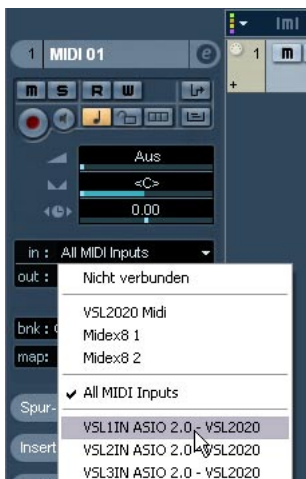 1 MIDI 01 e
1 m
m S R W
+
Aus
<C>
0.00
in : All MIDI Inputs
out :
Nicht verbunden
VSL2020 Midi
bnk :
Midex8 1
map:
Midex8 2
All MIDI Inputs
Spur-
VSL1IN ASIO 2.0 - VSL2020
Insert
VSL2IN ASIO 2.0 - VSL2020
VSL3IN ASIO 2.0 - VSL2020